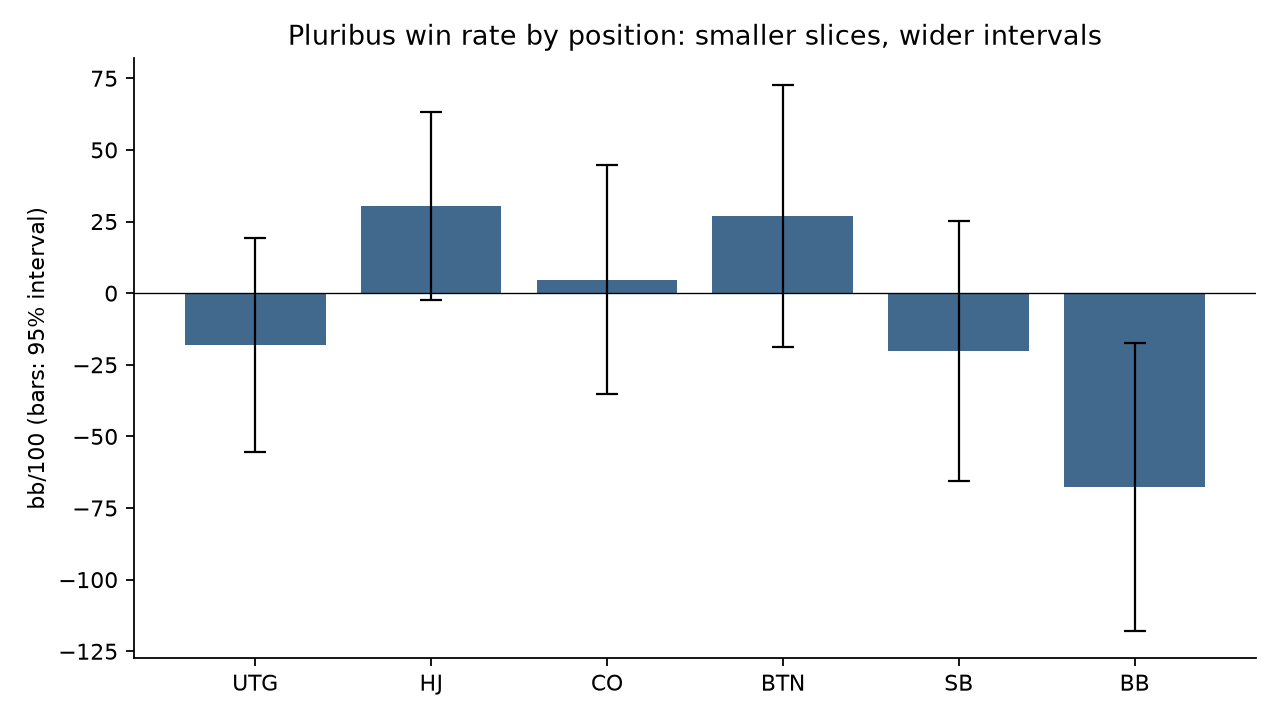 Pluribus win rate by position: smaller slices, wider intervals
bb/100 (bars: 95% interval)
75
50
25
0
−25
−50
−75
−100
−125
UTG
HJ
CO
BTN
SB
BB